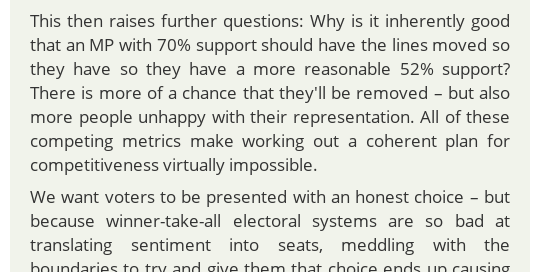 This then raises further questions: Why is it inherently good
that an MP with 70% support should have the lines moved so
they have so they have a more reasonable 52% support?
There is more of a chance that they'll be removed – but also
more people unhappy with their representation. All of these
competing metrics make working out a coherent plan for
competitiveness virtually impossible.
We want voters to be presented with an honest choice – but
because winner-take-all electoral systems are so bad at
translating sentiment into seats, meddling with the
boundaries to try and give them that choice ends up causing